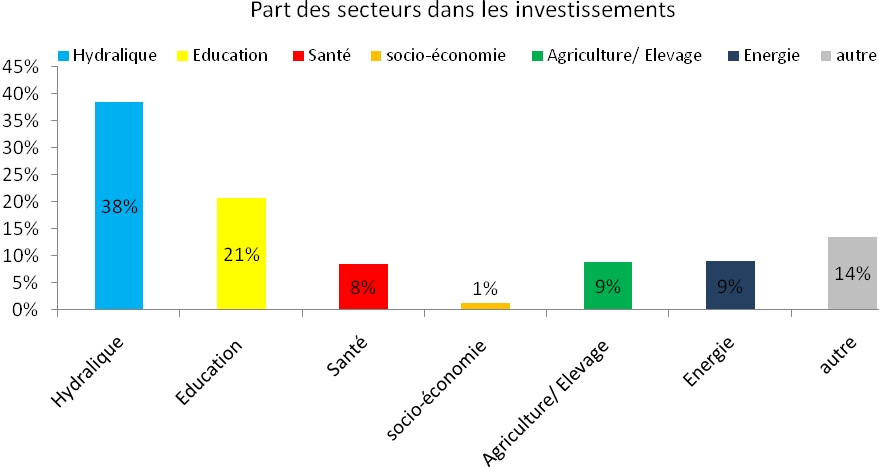 Part des secteurs dans les investissements
Hydralique Education Santé socio-économie Agriculture/ Elevage Energie autre
45%
40%
35%
30%
25%
20%
15%
10%
5%
0%
38%
21%
8%
1%
9%
9%
14%
Hydralique
Education
Santé
socio-économie
Agriculture/ Elevage
Energie
autre